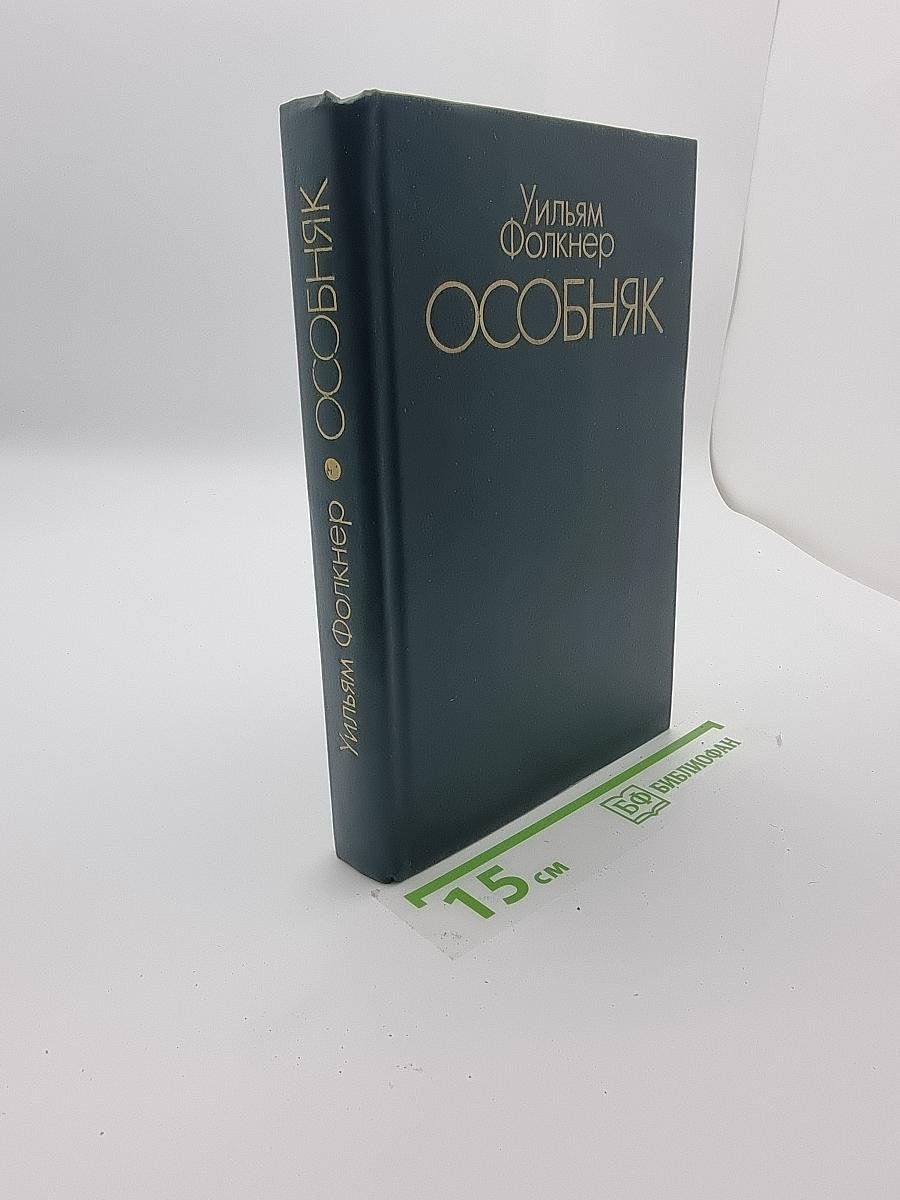 Уильям
Фолкнер
ОСОБНЯК
Уильям Фолкнер • ОСОБНЯК
15 см
БФ БИБЛИОФАН